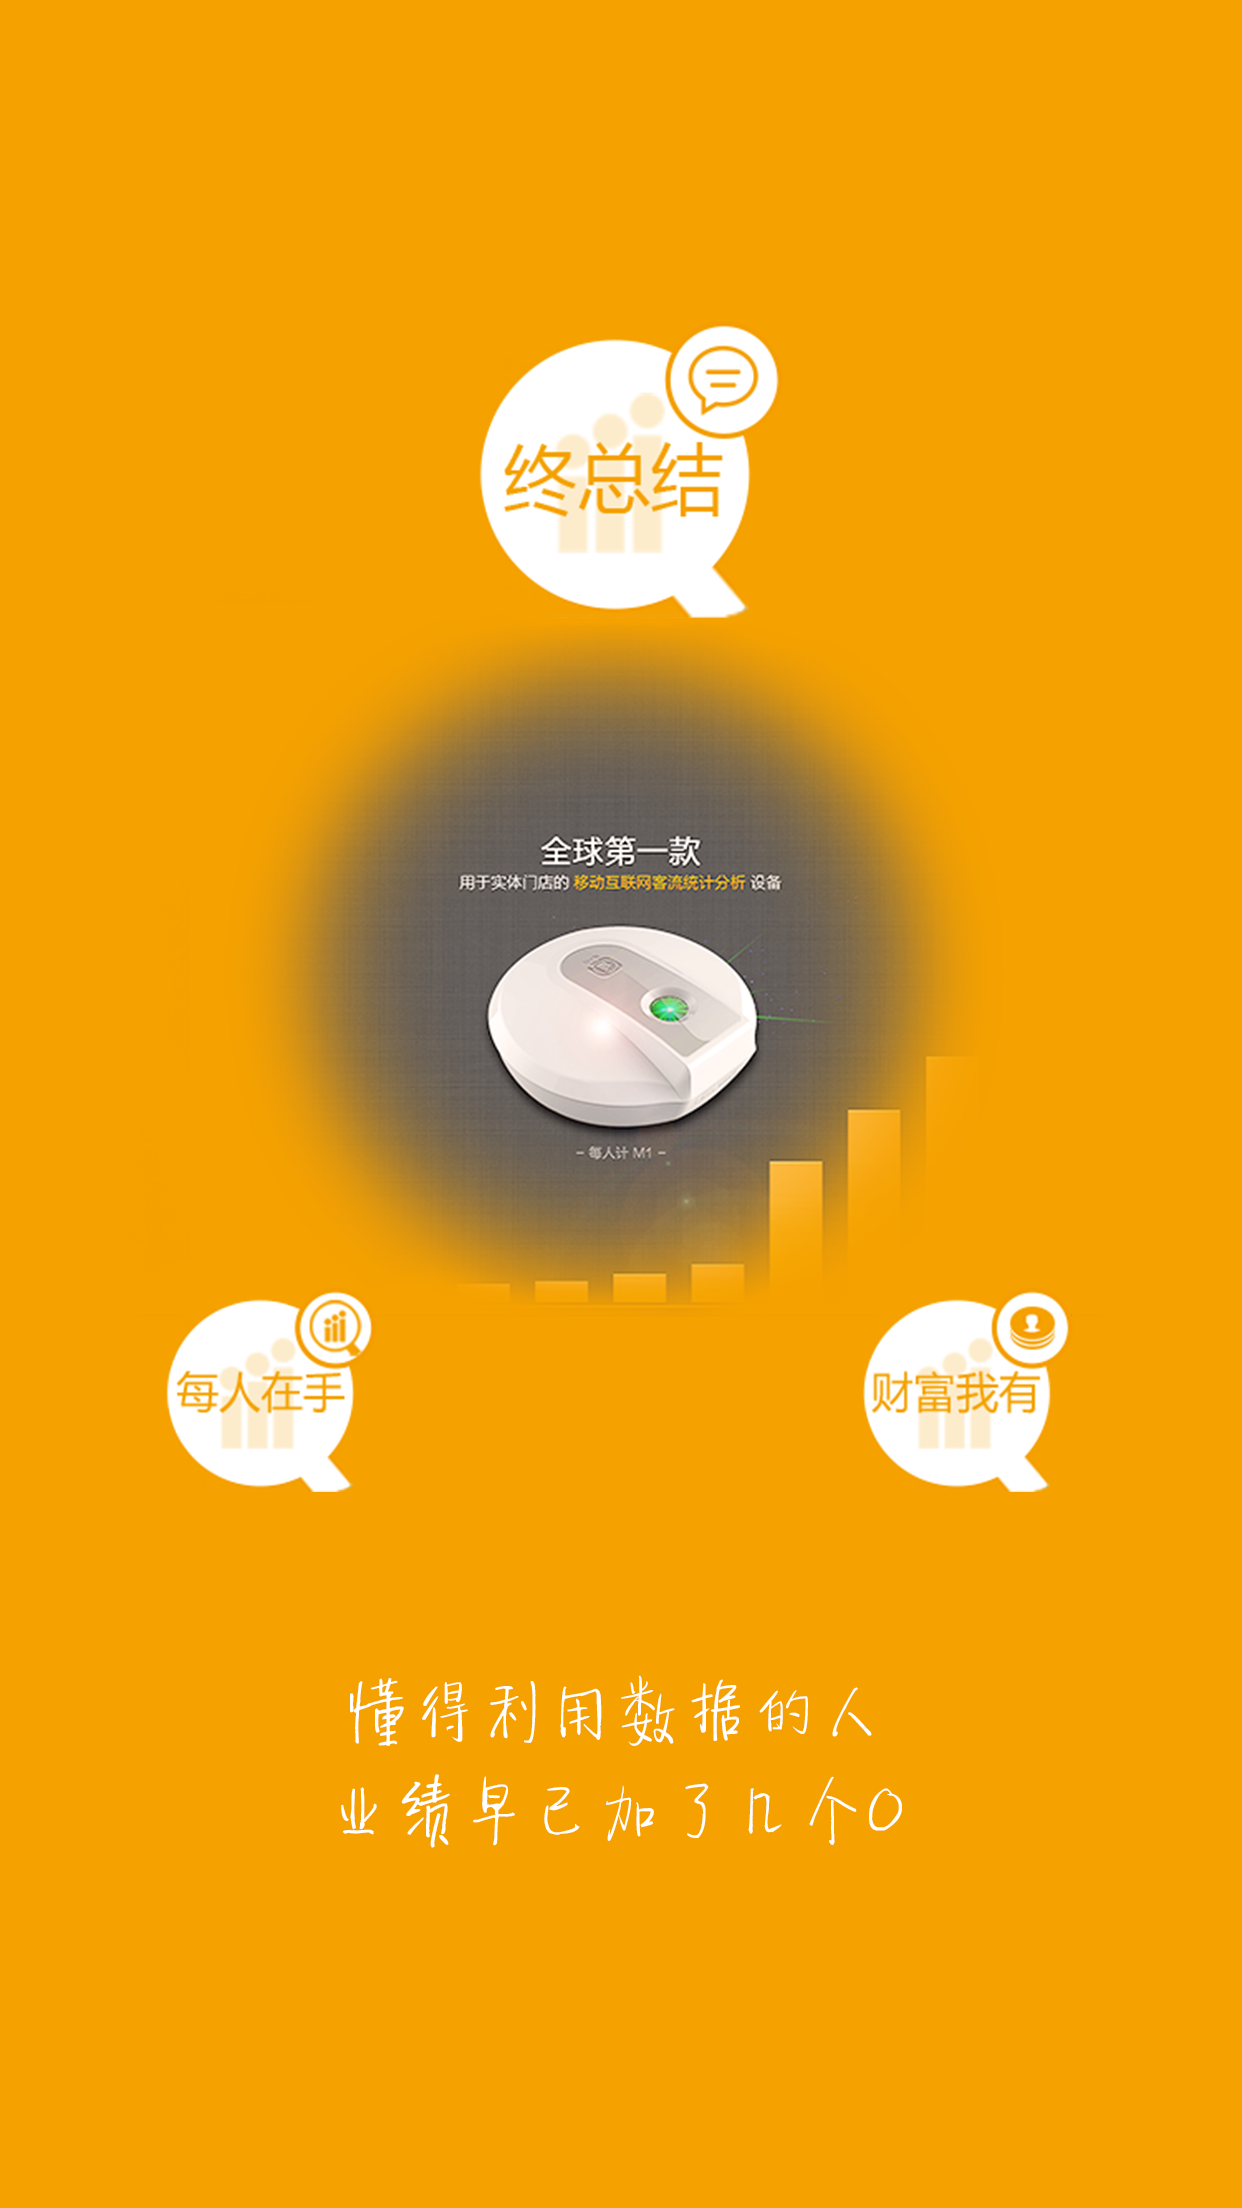 终总结
全球第一款
用于实体门店的 移动互联网客流统计分析 设备
– 每人计 M1 –
每人在手
财富我有
懂得利用数据的人
业绩早已加了几个0